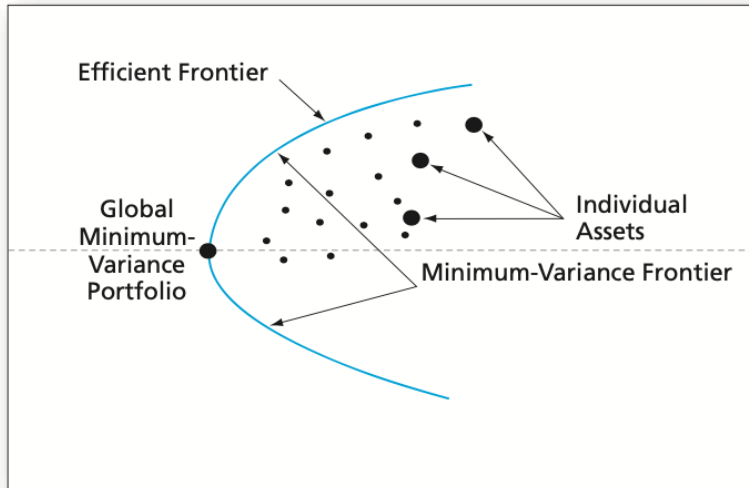 Efficient Frontier
Global
Minimum-
Variance
Portfolio
Individual
Assets
Minimum-Variance Frontier